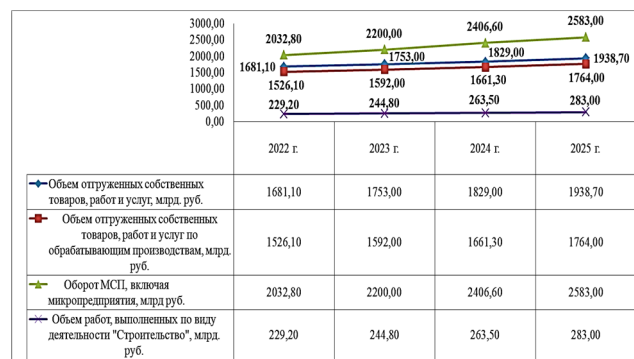 3000,00
2500,00
2000,00
1500,00
1000,00
500,00
0,00
2032,80 2200,00 2406,60 2583,00
1681,10 1753,00 1829,00 1938,70
1526,10 1592,00 1661,30 1764,00
229,20 244,80 263,50 283,00
2022 г. 2023 г. 2024 г. 2025 г.
Объем отгруженных собственных
товаров, работ и услуг, млрд. руб.
1681,10 1753,00 1829,00 1938,70
Объем отгруженных собственных
товаров, работ и услуг по
обрабатывающим производствам, млрд.
руб.
1526,10 1592,00 1661,30 1764,00
Оборот МСП, включая
микропредприятия, млрд руб.
2032,80 2200,00 2406,60 2583,00
Объем работ, выполненных по виду
деятельности "Строительство", млрд.
руб.
229,20 244,80 263,50 283,00